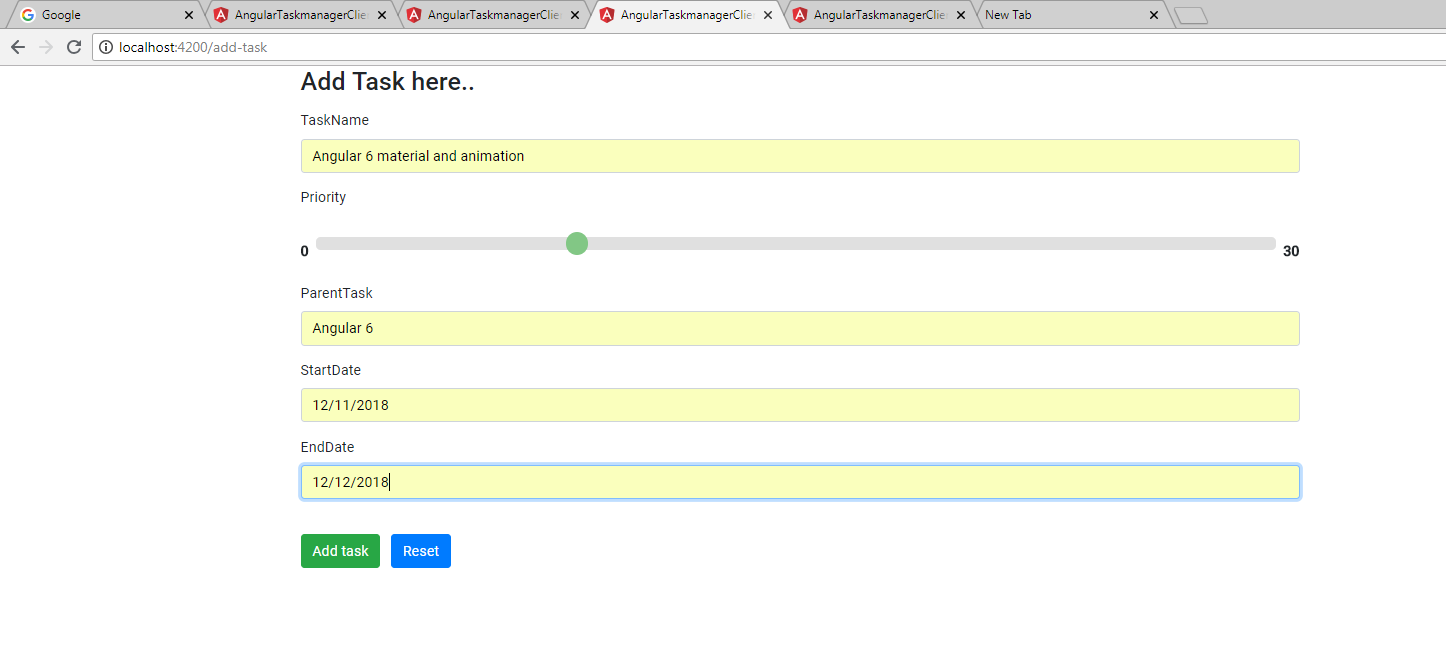 Google
AngularTaskmanagerClie
AngularTaskmanagerClie
AngularTaskmanagerClie
AngularTaskmanagerClie
New Tab
localhost:4200/add-task
Add Task here..
TaskName
Angular 6 material and animation
Priority
0
30
ParentTask
Angular 6
StartDate
12/11/2018
EndDate
12/12/2018
Add task
Reset